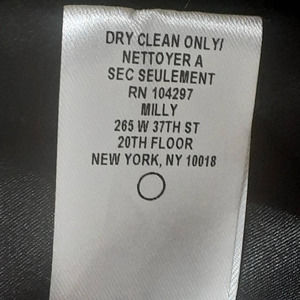 DRY CLEAN ONLY/
NETTOYER A
SEC SEULEMENT
RN 104297
MILLY
265 W 37TH ST
20TH FLOOR
NEW YORK, NY 10018